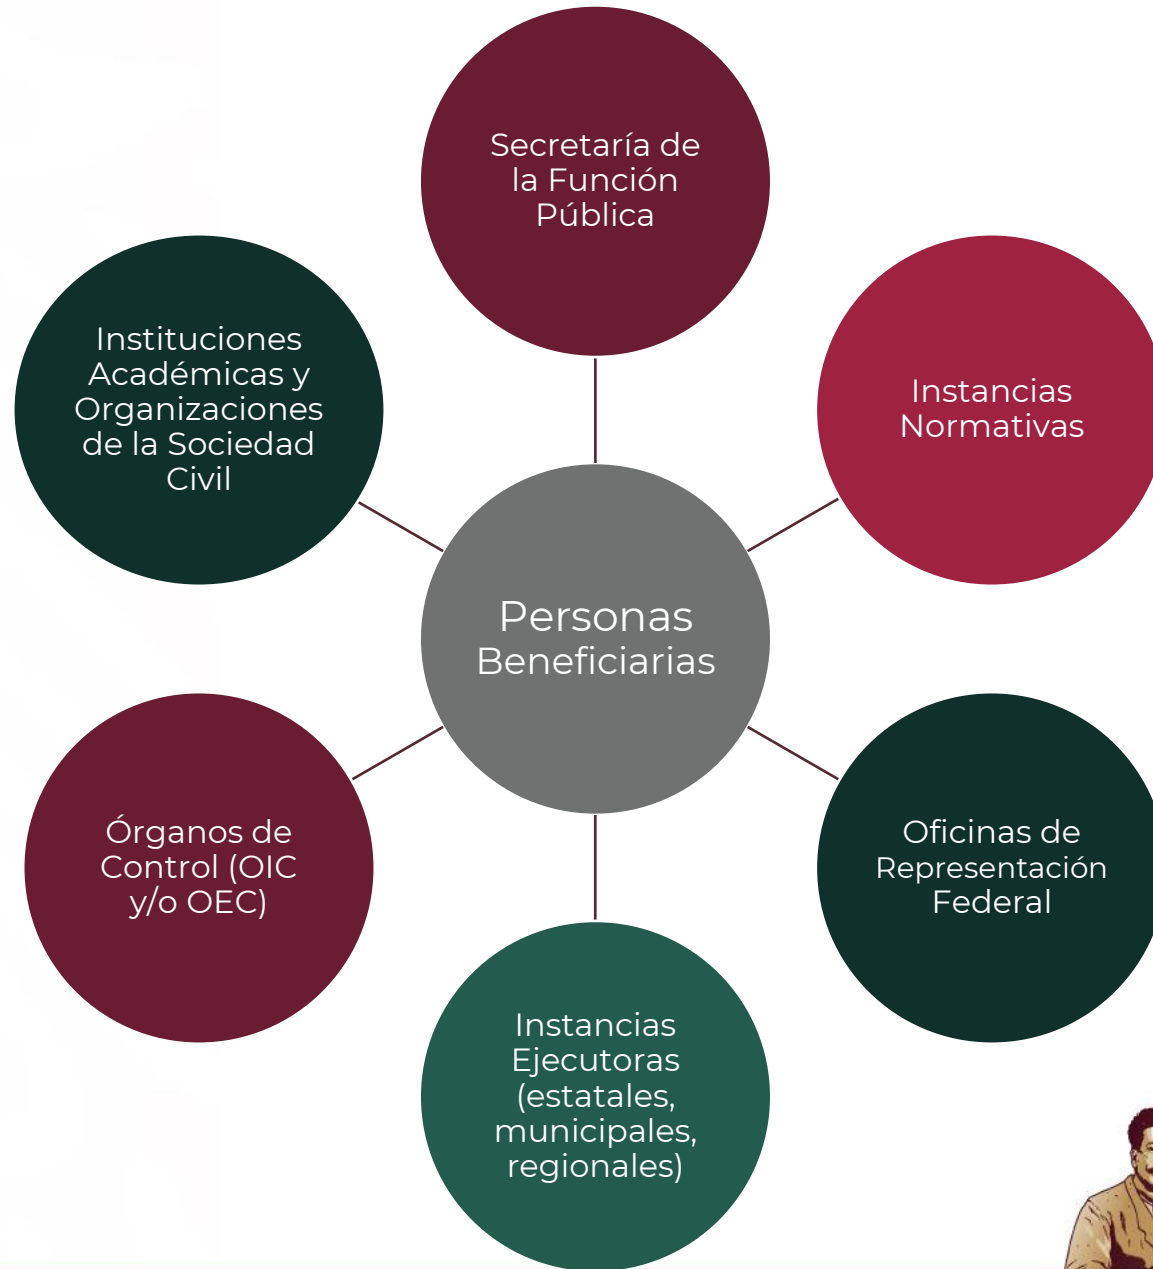 Secretaría de
la Función
Pública
Instituciones
Académicas y
Organizaciones
de la Sociedad
Civil
Instancias
Normativas
Personas
Beneficiarias
Órganos de
Control (OIC
y/o OEC)
Oficinas de
Representación
Federal
Instancias
Ejecutoras
(estatales,
municipales,
regionales)